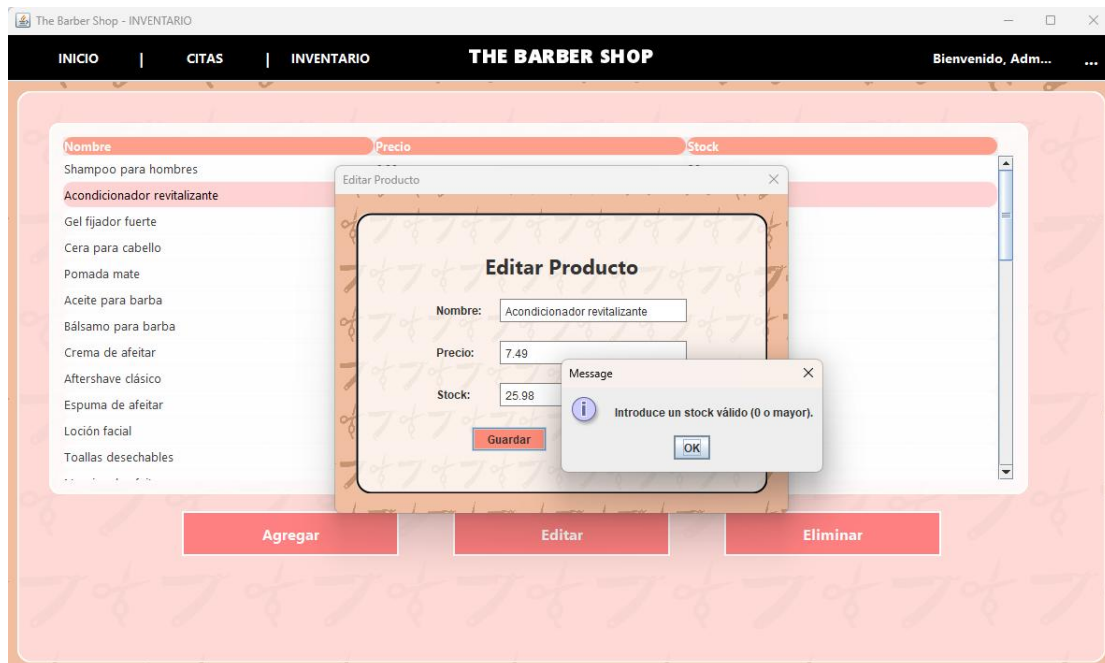 The Barber Shop - INVENTARIO
INICIO | CITAS | INVENTARIO THE BARBER SHOP Bienvenido, Adm... ...
Nombre Precio Stock
Shampoo para hombres
Acondicionador revitalizante
Gel fijador fuerte
Cera para cabello
Pomada mate
Aceite para barba
Bálsamo para barba
Crema de afeitar
Aftershave clásico
Espuma de afeitar
Loción facial
Toallas desechables
Editar Producto
Editar Producto
Nombre: Acondicionador revitalizante
Precio: 7.49
Stock: 25.98
Guardar
Message
Introduce un stock válido (0 o mayor).
OK
Agregar Editar Eliminar